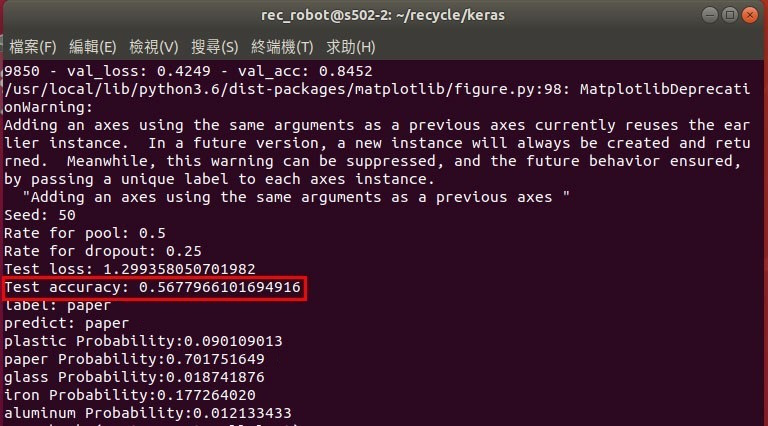 rec_robot@s502-2: ~/recycle/keras
檔案(F) 編輯(E) 檢視(V) 搜尋(S) 終端機(T) 求助(H)
9850 - val_loss: 0.4249 - val_acc: 0.8452
/usr/local/lib/python3.6/dist-packages/matplotlib/figure.py:98: MatplotlibDeprecati
onWarning:
Adding an axes using the same arguments as a previous axes currently reuses the ear
lier instance.  In a future version, a new instance will always be created and retu
rned.  Meanwhile, this warning can be suppressed, and the future behavior ensured,
by passing a unique label to each axes instance.
  "Adding an axes using the same arguments as a previous axes "
Seed: 50
Rate for pool: 0.5
Rate for dropout: 0.25
Test loss: 1.299358050701982
Test accuracy: 0.5677966101694916
label: paper
predict: paper
plastic Probability:0.090109013
paper Probability:0.701751649
glass Probability:0.018741876
iron Probability:0.177264020
aluminum Probability:0.012133433